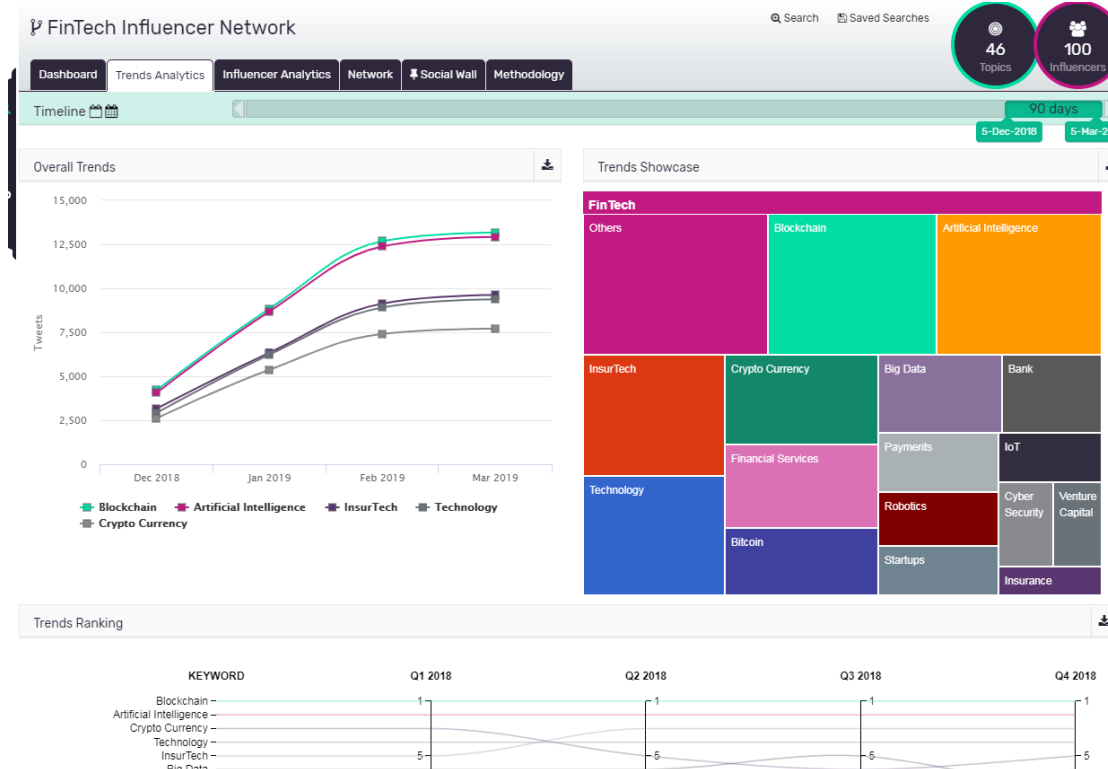 FinTech Influencer Network
Search Saved Searches
46
Topics
100
Influencers
Dashboard Trends Analytics Influencer Analytics Network Social Wall Methodology
Timeline
90 days
5-Dec-2018 5-Mar-2
Overall Trends
Trends Showcase
15,000
12,500
10,000
7,500
5,000
2,500
0
Tweets
Dec 2018 Jan 2019 Feb 2019 Mar 2019
Blockchain Artificial Intelligence InsurTech Technology
Crypto Currency
FinTech
Others Blockchain Artificial Intelligence
InsurTech Crypto Currency Big Data Bank
Payments IoT
Financial Services
Technology
Cyber
Security
Venture
Capital
Robotics
Bitcoin
Startups
Insurance
Trends Ranking
KEYWORD Q1 2018 Q2 2018 Q3 2018 Q4 2018
Blockchain 1 1 1 1
Artificial Intelligence
Crypto Currency
Technology
InsurTech 5 5 5 5
Big Data